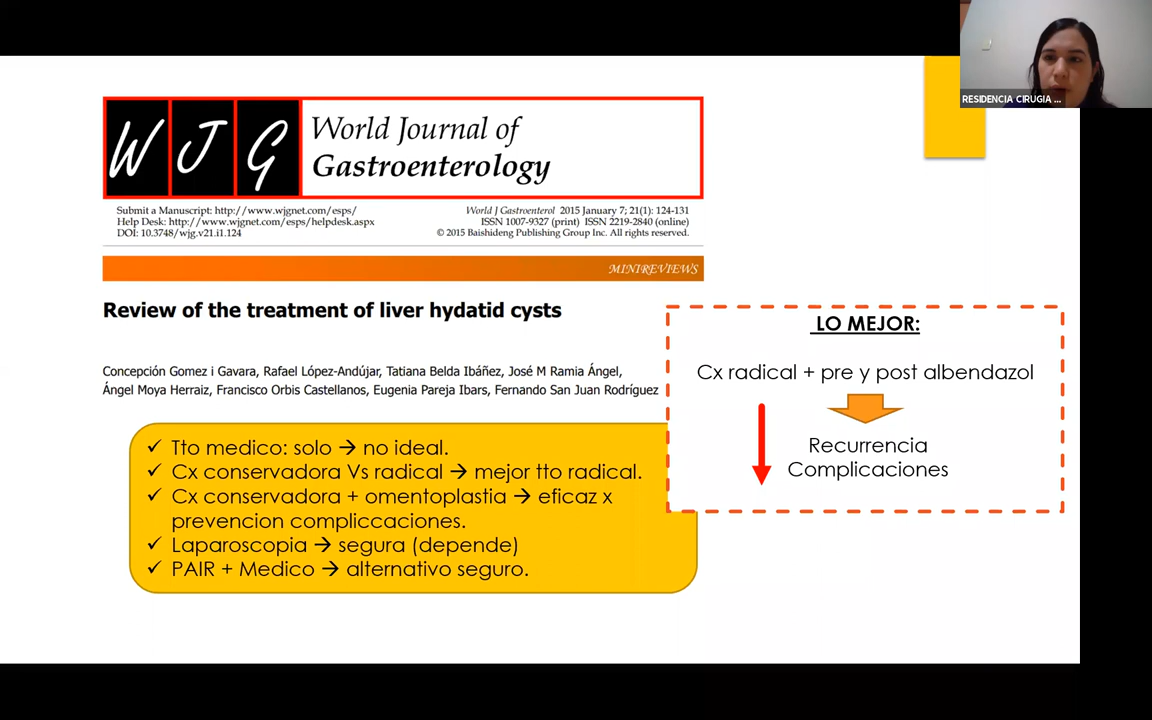 RESIDENCIA CIRUGIA ...
W J G
World Journal of
Gastroenterology
Submit a Manuscript: http://www.wjgnet.com/esps/
Help Desk: http://www.wjgnet.com/esps/helpdesk.aspx
DOI: 10.3748/wjg.v21.i1.124
World J Gastroenterol 2015 January 7; 21(1): 124-131
ISSN 1007-9327 (print) ISSN 2219-2840 (online)
© 2015 Baishideng Publishing Group Inc. All rights reserved.
MINIREVIEWS
Review of the treatment of liver hydatid cysts
Concepción Gomez i Gavara, Rafael López-Andújar, Tatiana Belda Ibáñez, José M Ramia Ángel,
Ángel Moya Herraiz, Francisco Orbis Castellanos, Eugenia Pareja Ibars, Fernando San Juan Rodríguez
LO MEJOR:
Cx radical + pre y post albendazol
Recurrencia
Complicaciones
✓ Tto medico: solo → no ideal.
✓ Cx conservadora Vs radical → mejor tto radical.
✓ Cx conservadora + omentoplastia → eficaz x
prevencion compliccaciones.
✓ Laparoscopia → segura (depende)
✓ PAIR + Medico → alternativo seguro.